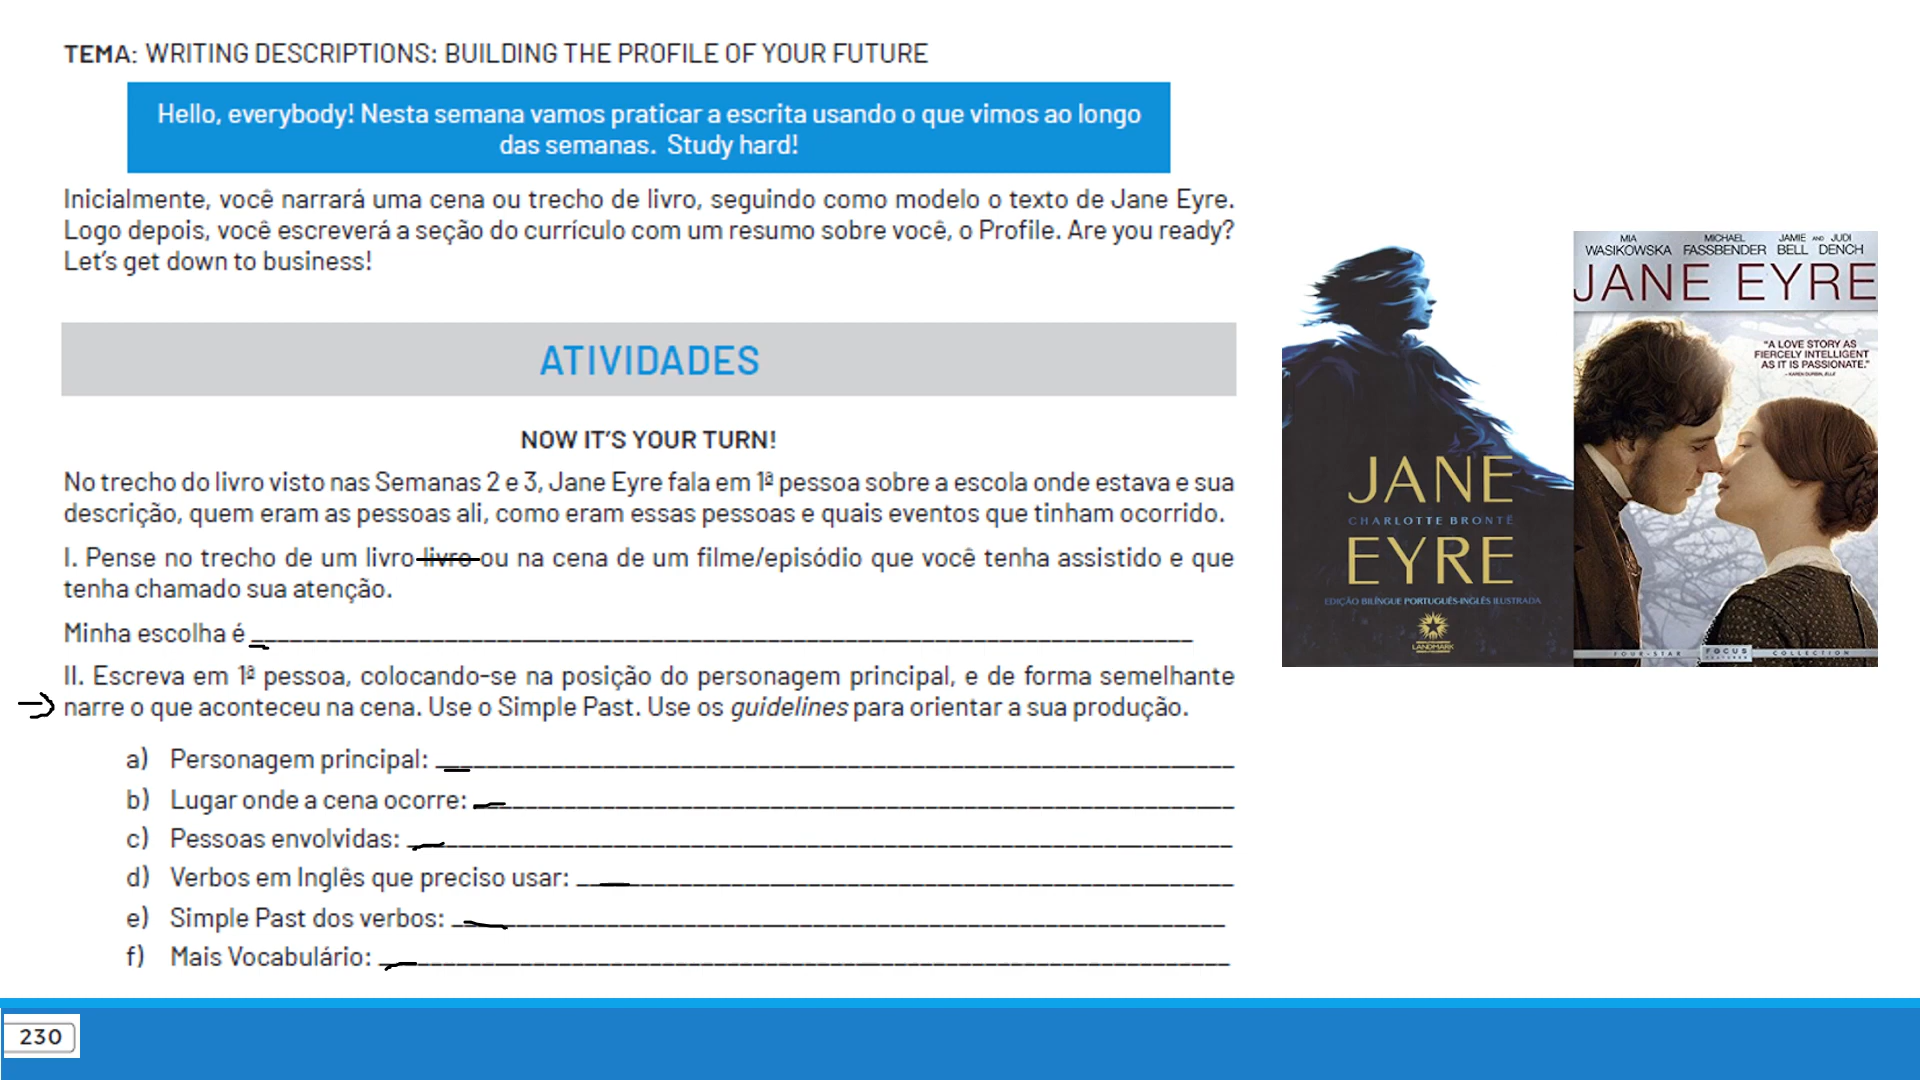 TEMA: WRITING DESCRIPTIONS: BUILDING THE PROFILE OF YOUR FUTURE
Hello, everybody! Nesta semana vamos praticar a escrita usando o que vimos ao longo
das semanas. Study hard!
Inicialmente, você narrará uma cena ou trecho de livro, seguindo como modelo o texto de Jane Eyre.
Logo depois, você escreverá a seção do currículo com um resumo sobre você, o Profile. Are you ready?
Let's get down to business!
ATIVIDADES
NOW IT'S YOUR TURN!
No trecho do livro visto nas Semanas 2 e 3, Jane Eyre fala em 1ª pessoa sobre a escola onde estava e sua
descrição, quem eram as pessoas ali, como eram essas pessoas e quais eventos que tinham ocorrido.
I. Pense no trecho de um livro livro ou na cena de um filme/episódio que você tenha assistido e que
tenha chamado sua atenção.
Minha escolha é
II. Escreva em 1ª pessoa, colocando-se na posição do personagem principal, e de forma semelhante
narre o que aconteceu na cena. Use o Simple Past. Use os guidelines para orientar a sua produção.
a) Personagem principal:
b) Lugar onde a cena ocorre:
c) Pessoas envolvidas:
d) Verbos em Inglês que preciso usar:
e) Simple Past dos verbos:
f) Mais Vocabulário:
JANE
CHARLOTTE BRONTË
EYRE
EDIÇÃO BILÍNGUE PORTUGUÊS-INGLÊS ILUSTRADA
LANDMARK
MIA WASIKOWSKA MICHAEL FASSBENDER JAMIE BELL AND JUDI DENCH
JANE EYRE
"A LOVE STORY AS
FIERCELY INTELLIGENT
AS IT IS PASSIONATE."
- KAREN DURBIN, ELLE
FOUR-STAR FOCUS FEATURES COLLECTION
230